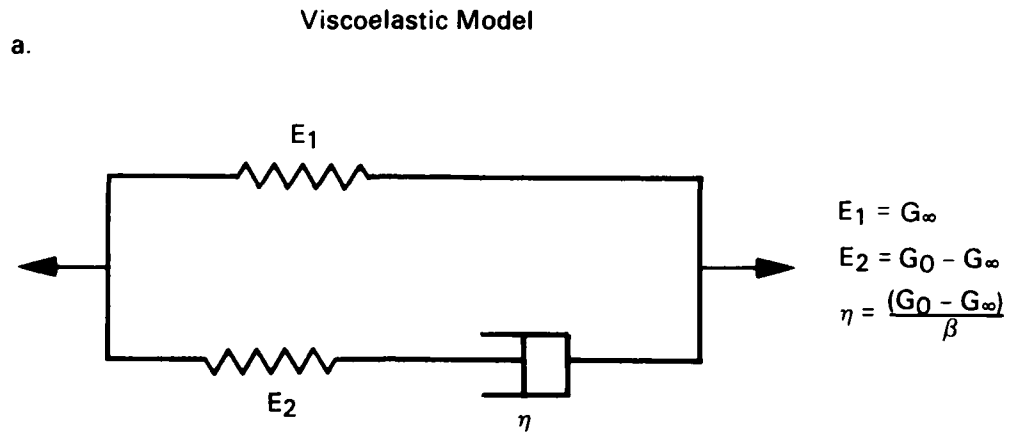 Viscoelastic Model
a.
E₁
E₂
η
E₁ = G∞
E₂ = G₀ - G∞
η = (G₀ - G∞)
β